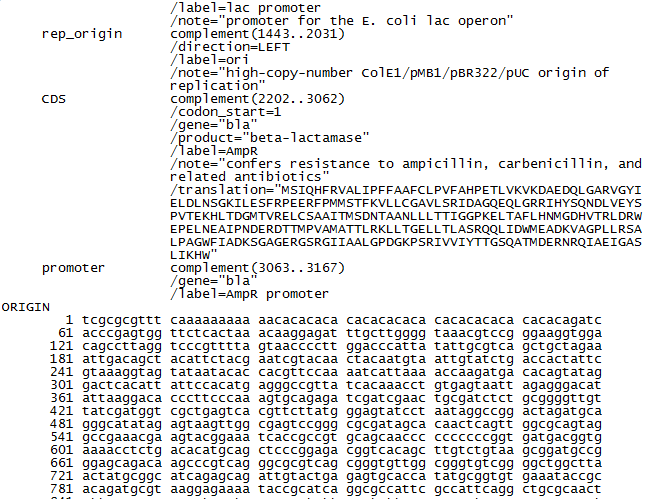 /label=lac promoter
/note="promoter for the E. coli lac operon"
rep_origin complement(1443..2031)
/direction=LEFT
/label=ori
/note="high-copy-number ColE1/pMB1/pBR322/pUC origin of
replication"
CDS complement(2202..3062)
/codon_start=1
/gene="bla"
/product="beta-lactamase"
/label=AmpR
/note="confers resistance to ampicillin, carbenicillin, and
related antibiotics"
/translation="MSIQHFRVALIPFFAAFCLPVFAHPETLVKVKDAEDQLGARVGYI
ELDLNSGKILESFRPEERFPMMSTFKVLLCGAVLSRIDAGQEQLGRRIHYSQNDLVEYS
PVTEKHLTDGMTVRELCSAAITMSDNTAANLLLTTIGGPKELTAFLHNMGDHVTRLDRW
EPELNEAIPNDERDTTMPVAMATTLRKLLTGELLTLASRQQLIDWMEADKVAGPLLRSA
LPAGWFIADKSGAGERGSRGIIAALGPDGKPSRIVVIYTTGSQATMDERNRQIAEIGAS
LIKHW"
promoter complement(3063..3167)
/gene="bla"
/label=AmpR promoter
ORIGIN
1 tcgcgcgttt caaaaaaaaa aacacacaca cacacacaca cacacacaca cacacagatc
61 acccgagtgg ttctcactaa acaaggagat ttgcttgggg taaacgtccg ggaaggtgga
121 cagccttagg tcccgttttta gtaacccctt ggacccatta tattgcgtca gctgctagaa
181 attgacagct acattctacg aatcgtacaa ctacaatgta attgtatctg accactattc
241 gtaaaggtag tataatacac cacgttccaa aatcattaaa accaagatga cacagtatag
301 gactcacatt attccacatg agggccgtta tcacaaacct gtgagtaatt agagggacat
361 attaaggaca cccttcccaa agtgcagaga tcgatcgaac tgcgatctct gcggggttgt
421 tatcgatggt cgctgagtca cgttcttatg ggagtatcct aataggccgg actagatgca
481 gggcatatag agtaagttgg cgagtccggg cgcgatagca caactcagtt ggcgcagtag
541 gccgaaacga agtacggaaa tcaccgccgt gcagcaaccc cccccccggt gatgacggtg
601 aaaacctctg acacatgcag ctcccggaga cggtcacagc ttgtctgtaa gcggatgccg
661 ggagcagaca agcccgtcag ggcgcgtcag cgggtgttgg cgggtgtcgg ggctggctta
721 actatgcggc atcagagcag attgtactga gagtgcacca tatgcggtgt gaaataccgc
781 acagatgcgt aaggagaaaa taccgcatca ggcgccattc gccattcagg ctgcgcaact